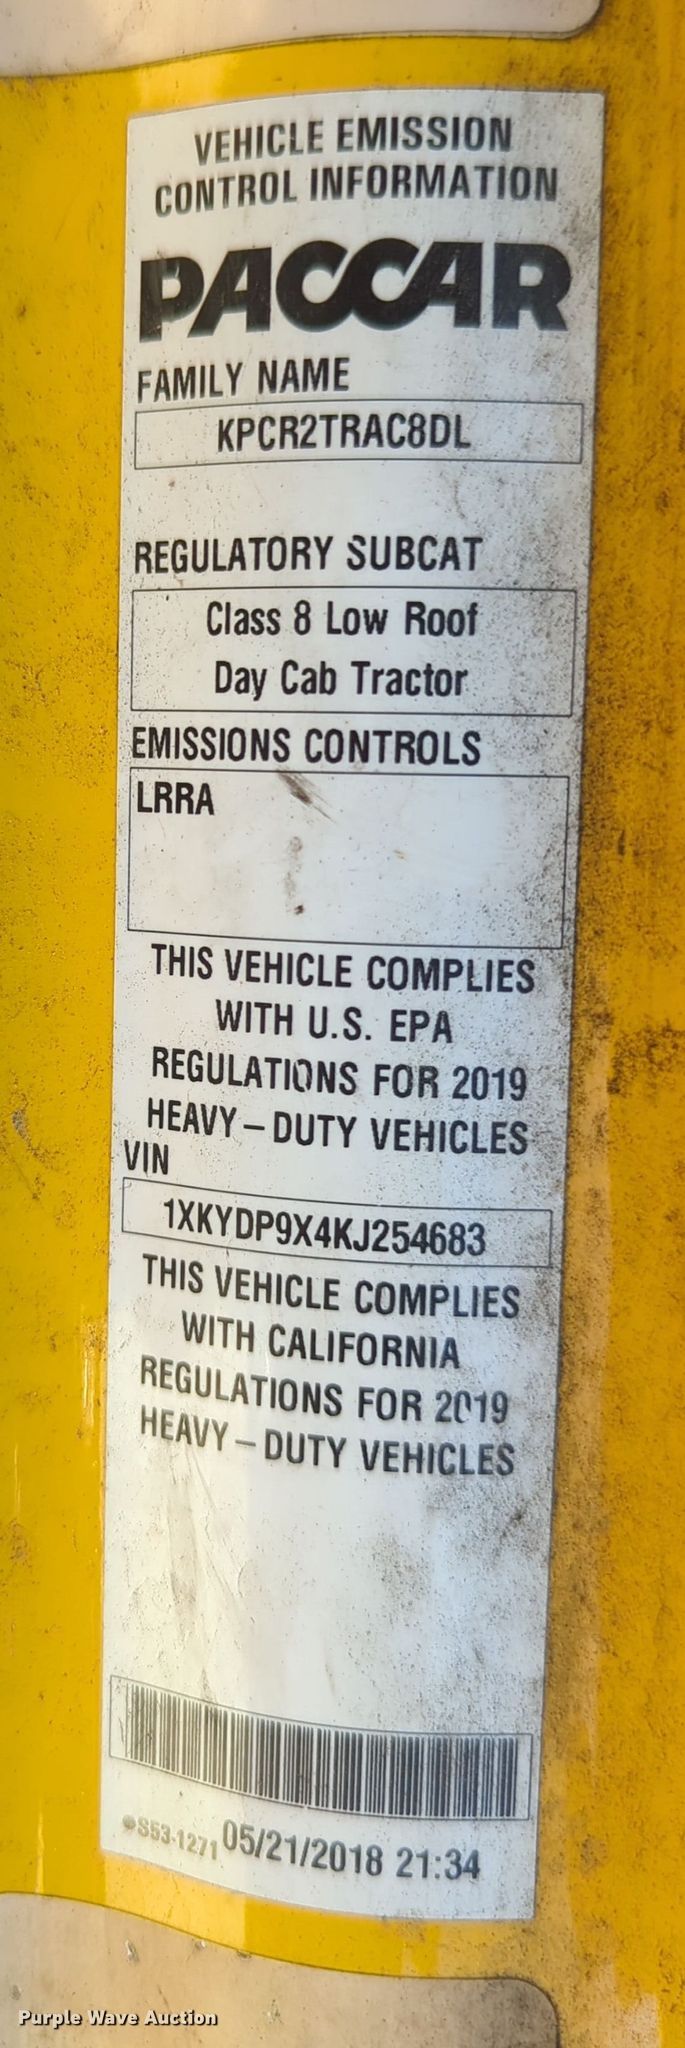 VEHICLE EMISSION
CONTROL INFORMATION
PACCAR
FAMILY NAME
KPCR2TRAC8DL
REGULATORY SUBCAT
Class 8 Low Roof
Day Cab Tractor
EMISSIONS CONTROLS
LRRA
THIS VEHICLE COMPLIES
WITH U.S. EPA
REGULATIONS FOR 2019
HEAVY-DUTY VEHICLES
VIN
1XKYDP9X4KJ254683
THIS VEHICLE COMPLIES
WITH CALIFORNIA
REGULATIONS FOR 2019
HEAVY-DUTY VEHICLES
S53-1271 05/21/2018 21:34
Purple Wave Auction